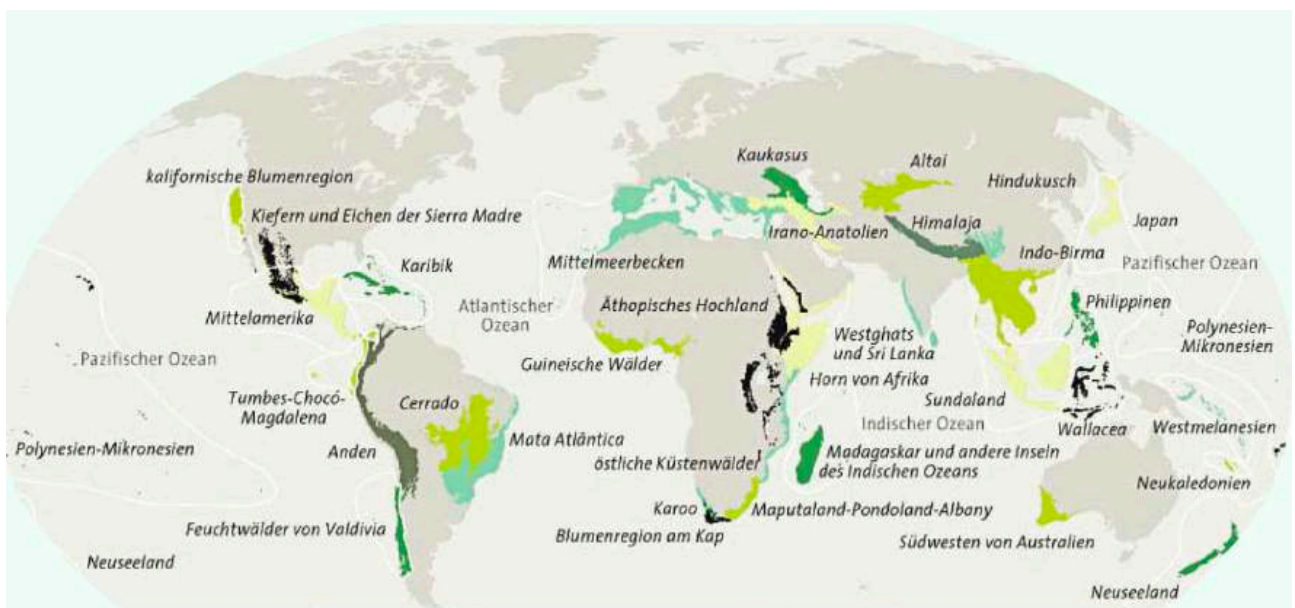 Kaukasus
Altai
Hindukusch
kalifornische Blumenregion
Kiefern und Eichen der Sierra Madre
Himalaja
Japan
Irano-Anatolien
Indo-Birma
Karibik
Mittelmeerbecken
Pazifischer Ozean
Atlantischer
Ozean
Äthopisches Hochland
Philippinen
Mittelamerika
Westghats
und Sri Lanka
Polynesien-
Mikronesien
Pazifischer Ozean
Guineische Wälder
Horn von Afrika
Tumbes-Chocó-
Magdalena
Cerrado
Sundaland
Indischer Ozean
Wallacea
Westmelanesien
Polynesien-Mikronesien
Anden
Mata Atlântica
östliche Küstenwälder
Madagaskar und andere Inseln
des Indischen Ozeans
Neukaledonien
Karoo
Maputaland-Pondoland-Albany
Feuchtwälder von Valdivia
Blumenregion am Kap
Südwesten von Australien
Neuseeland
Neuseeland